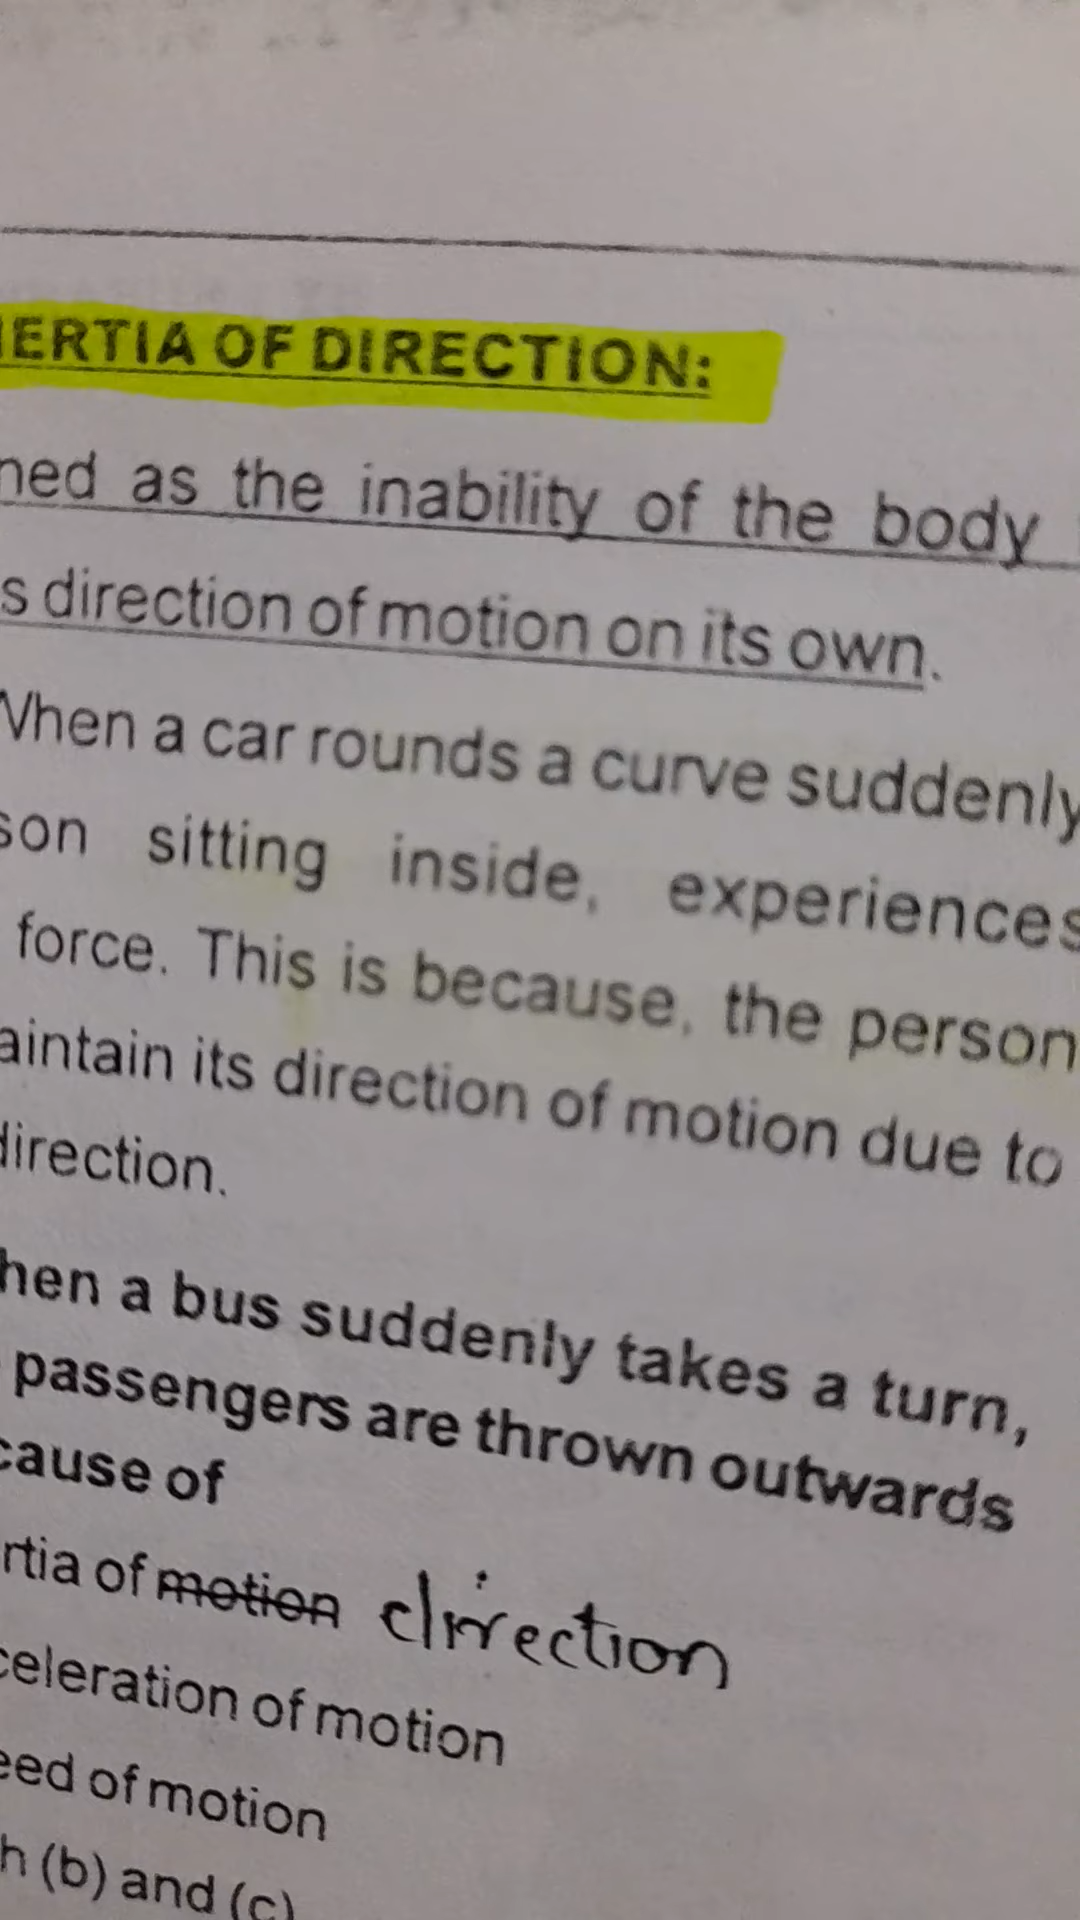 ERTIA OF DIRECTION:
ned as the inability of the body
s direction of motion on its own.
When a car rounds a curve suddenly
son sitting inside, experiences
force. This is because, the person
aintain its direction of motion due to
direction.
hen a bus suddenly takes a turn,
passengers are thrown outwards
cause of
rtia of motion direction
celeration of motion
eed of motion
h (b) and (c)